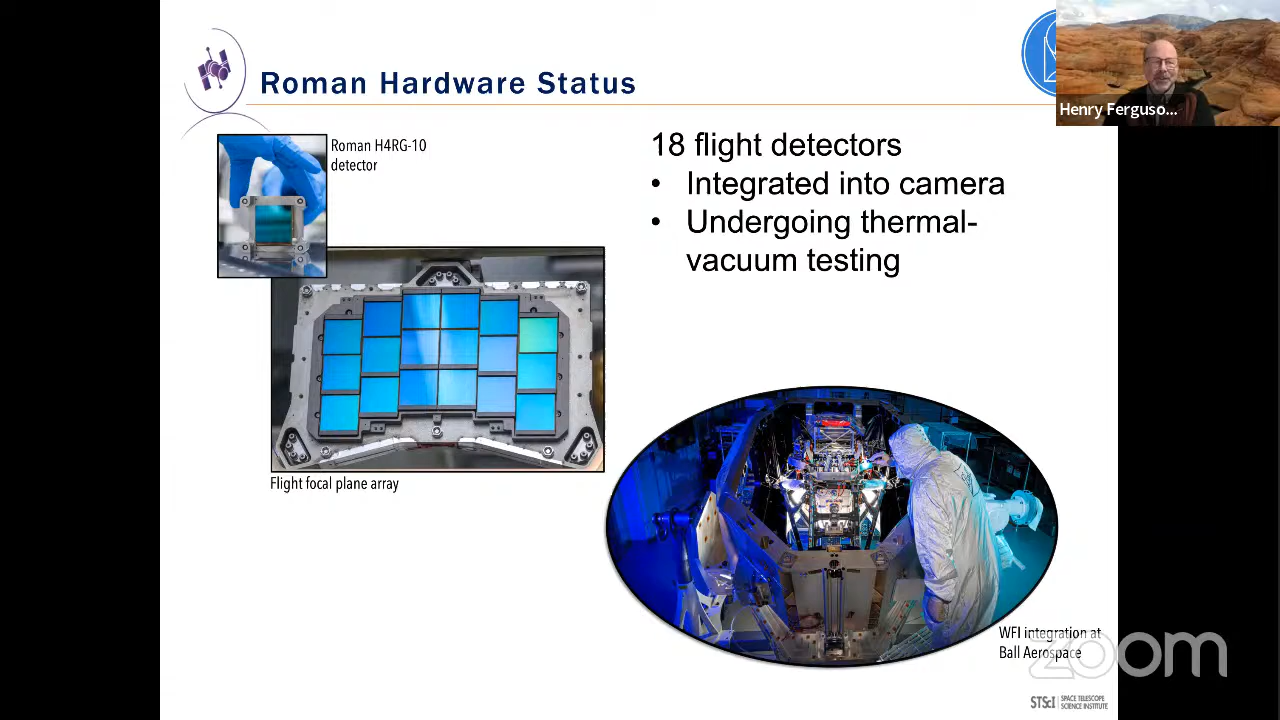 Roman Hardware Status
Henry Ferguso...
Roman H4RG-10
detector
18 flight detectors
• Integrated into camera
• Undergoing thermal-
vacuum testing
Flight focal plane array
WFI integration at
Ball Aerospace
zoom
STScI | SPACE TELESCOPE
SCIENCE INSTITUTE